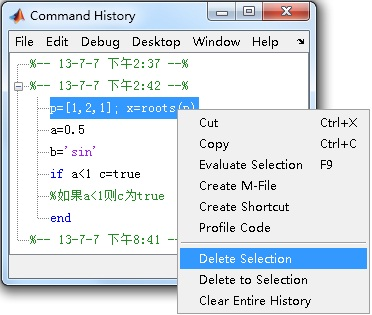 Command History
File Edit Debug Desktop Window Help
%-- 13-7-7 下午2:37 --%
%-- 13-7-7 下午2:42 --%
p=[1,2,1]; x=roots(p)
a=0.5
b='sin'
if a<1 c=true
%如果a<1则c为true
end
%-- 13-7-7 下午8:41 --%
Cut Ctrl+X
Copy Ctrl+C
Evaluate Selection F9
Create M-File
Create Shortcut
Profile Code
Delete Selection
Delete to Selection
Clear Entire History